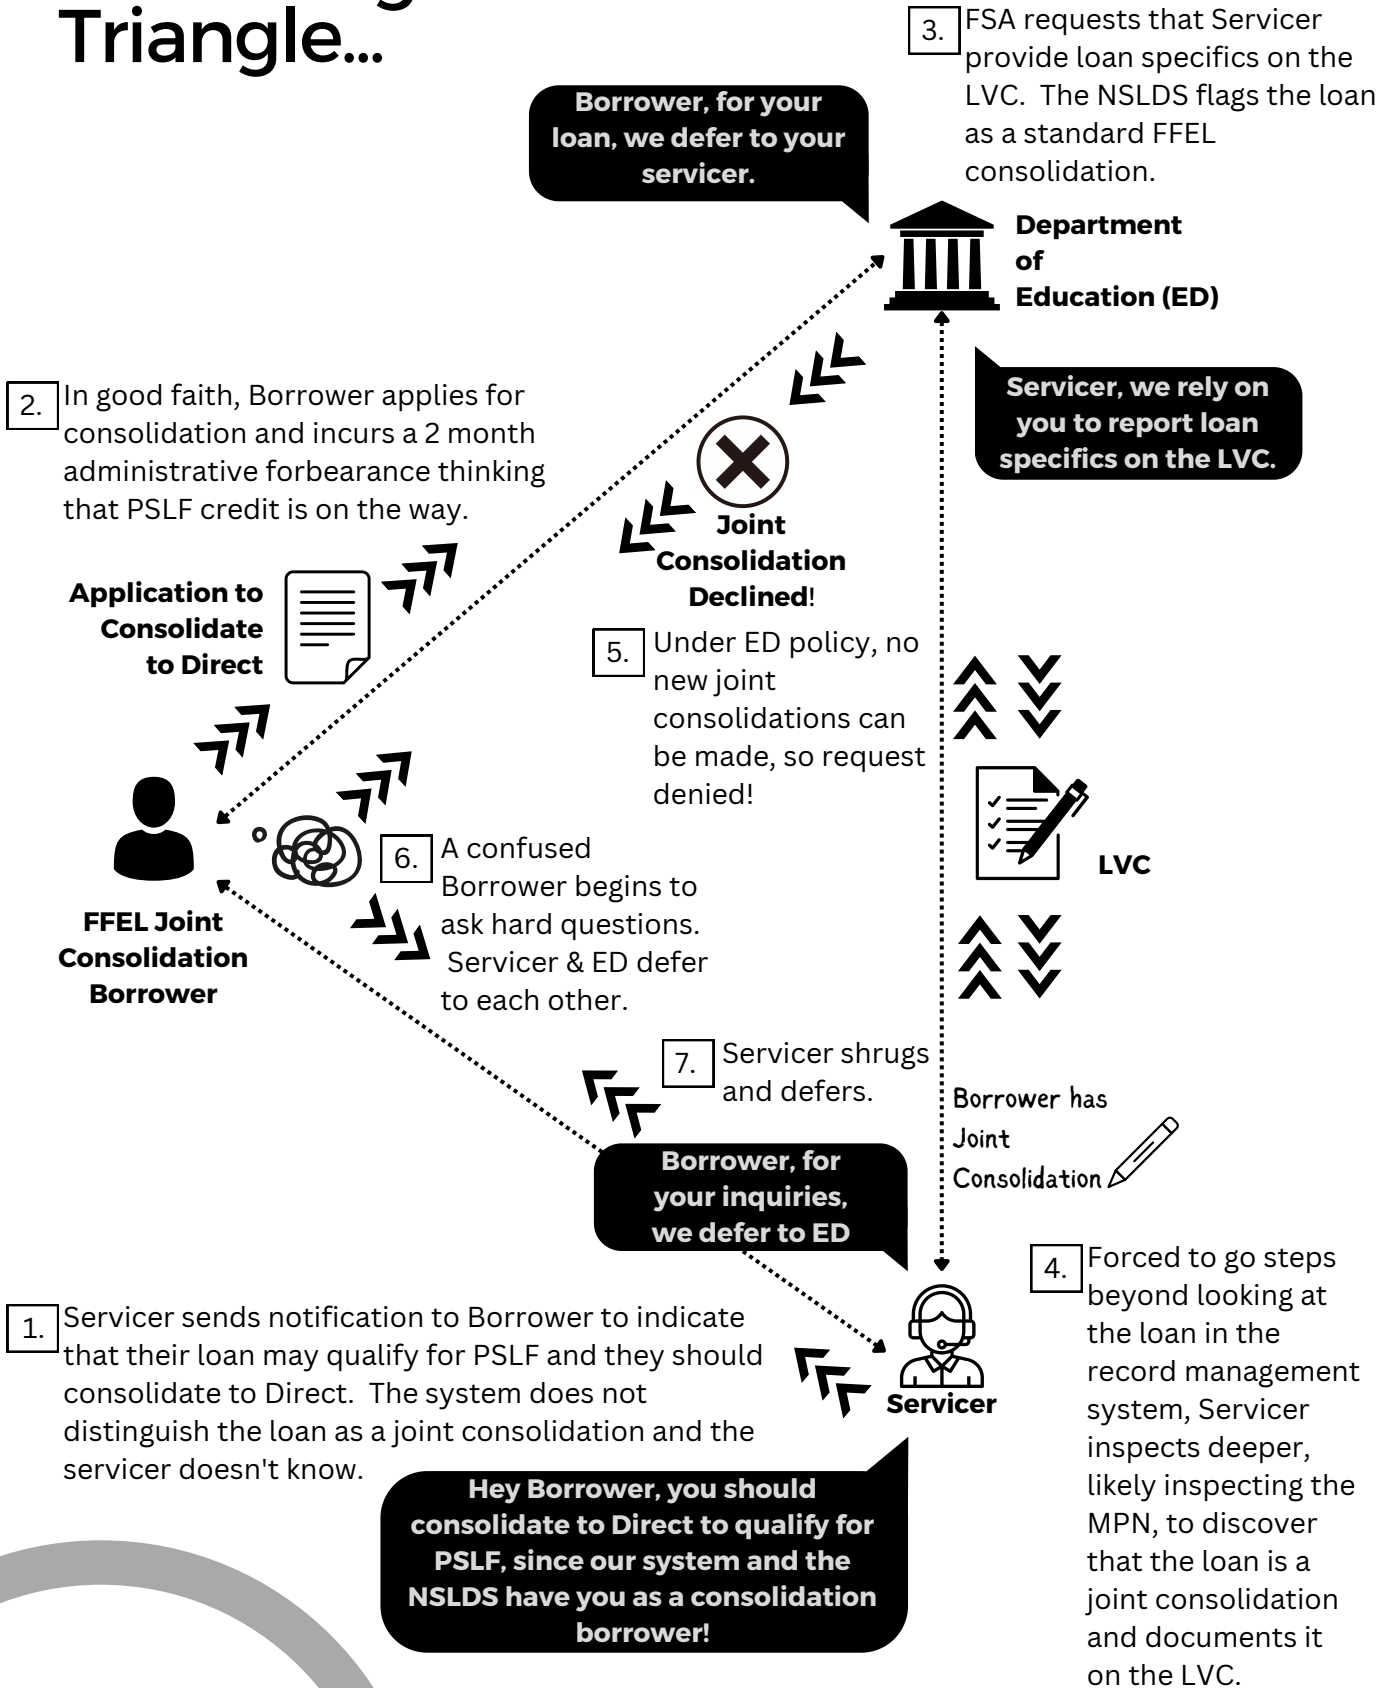 Triangle...
3.
FSA requests that Servicer
provide loan specifics on the
LVC.  The NSLDS flags the loan
as a standard FFEL
consolidation.
Borrower, for your
loan, we defer to your
servicer.
Department
of
Education (ED)
Servicer, we rely on
you to report loan
specifics on the LVC.
2.
In good faith, Borrower applies for
consolidation and incurs a 2 month
administrative forbearance thinking
that PSLF credit is on the way.
Application to
Consolidate
to Direct
Joint
Consolidation
Declined!
5.
Under ED policy, no
new joint
consolidations can
be made, so request
denied!
FFEL Joint
Consolidation
Borrower
6.
A confused
Borrower begins to
ask hard questions.
Servicer & ED defer
to each other.
LVC
7.
Servicer shrugs
and defers.
Borrower has
Joint
Consolidation
Borrower, for
your inquiries,
we defer to ED
4.
Forced to go steps
beyond looking at
the loan in the
record management
system, Servicer
inspects deeper,
likely inspecting the
MPN, to discover
that the loan is a
joint consolidation
and documents it
on the LVC.
1.
Servicer sends notification to Borrower to indicate
that their loan may qualify for PSLF and they should
consolidate to Direct.  The system does not
distinguish the loan as a joint consolidation and the
servicer doesn't know.
Servicer
Hey Borrower, you should
consolidate to Direct to qualify for
PSLF, since our system and the
NSLDS have you as a consolidation
borrower!